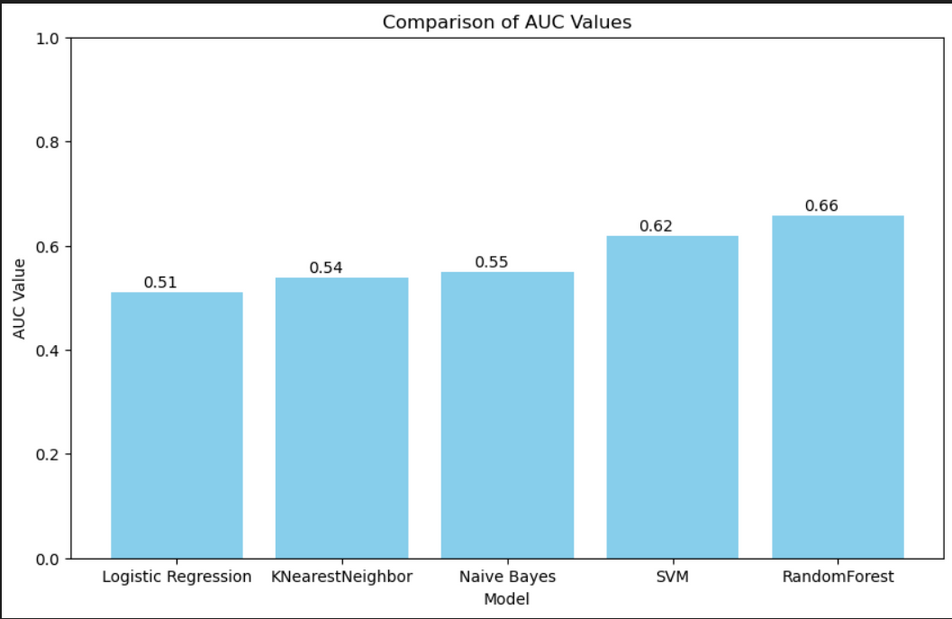 Comparison of AUC Values
1.0
0.8
0.6
0.4
0.2
0.0
AUC Value
0.51
0.54
0.55
0.62
0.66
Logistic Regression
KNearestNeighbor
Naive Bayes
SVM
RandomForest
Model